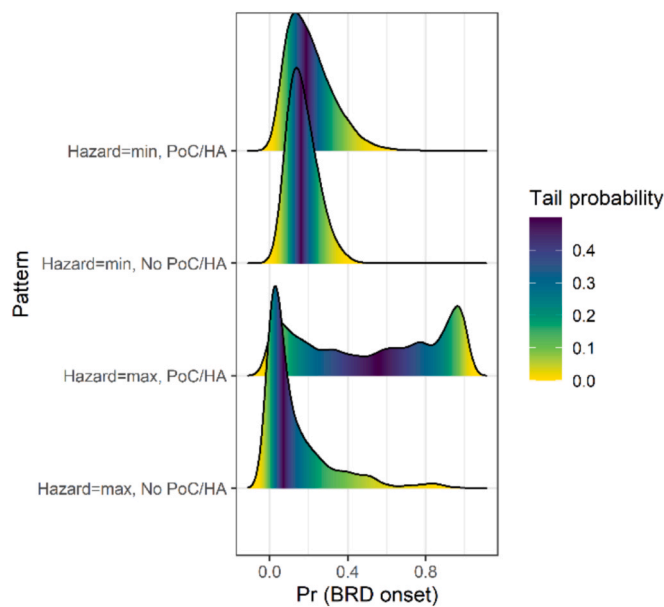 Hazard=min, PoC/HA
Hazard=min, No PoC/HA
Hazard=max, PoC/HA
Hazard=max, No PoC/HA
Pattern
0.0 0.4 0.8
Pr (BRD onset)
Tail probability
0.4
0.3
0.2
0.1
0.0